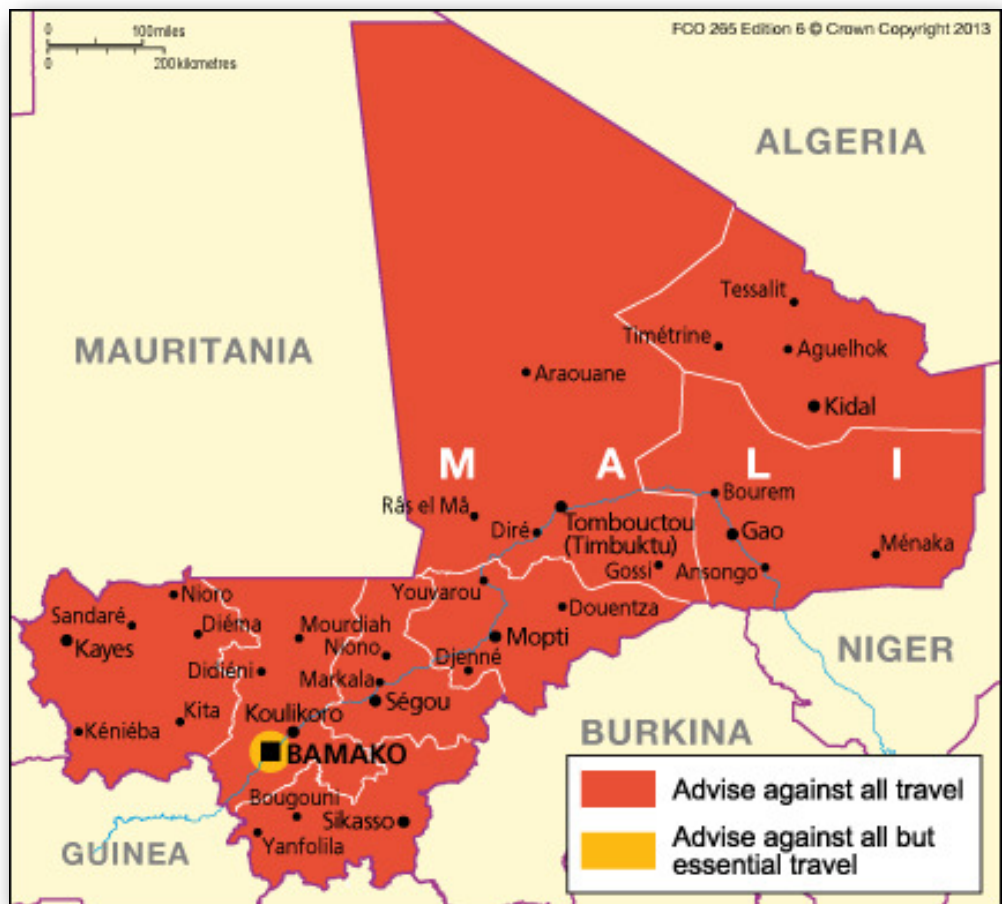 FCO 265 Edition 6 © Crown Copyright 2013
0 100miles
0 200kilometres
ALGERIA
MAURITANIA
Tessalit
Timétrine
Aguelhok
Araouane
Kidal
M A L I
Râs el Mâ
Bourem
Diré
Tombouctou
(Timbuktu)
Gao
Ménaka
Gossi
Ansongo
Youvarou
Nioro
Sandaré
Douentza
Diéma
Mourdiah
Kayes
Niono
Mopti
NIGER
Didiéni
Djenné
Markala
Ségou
Kita
Koulikoro
Kéniéba
BURKINA
BAMAKO
Bougouni
Sikasso
Yanfolila
GUINEA
Advise against all travel
Advise against all but
essential travel